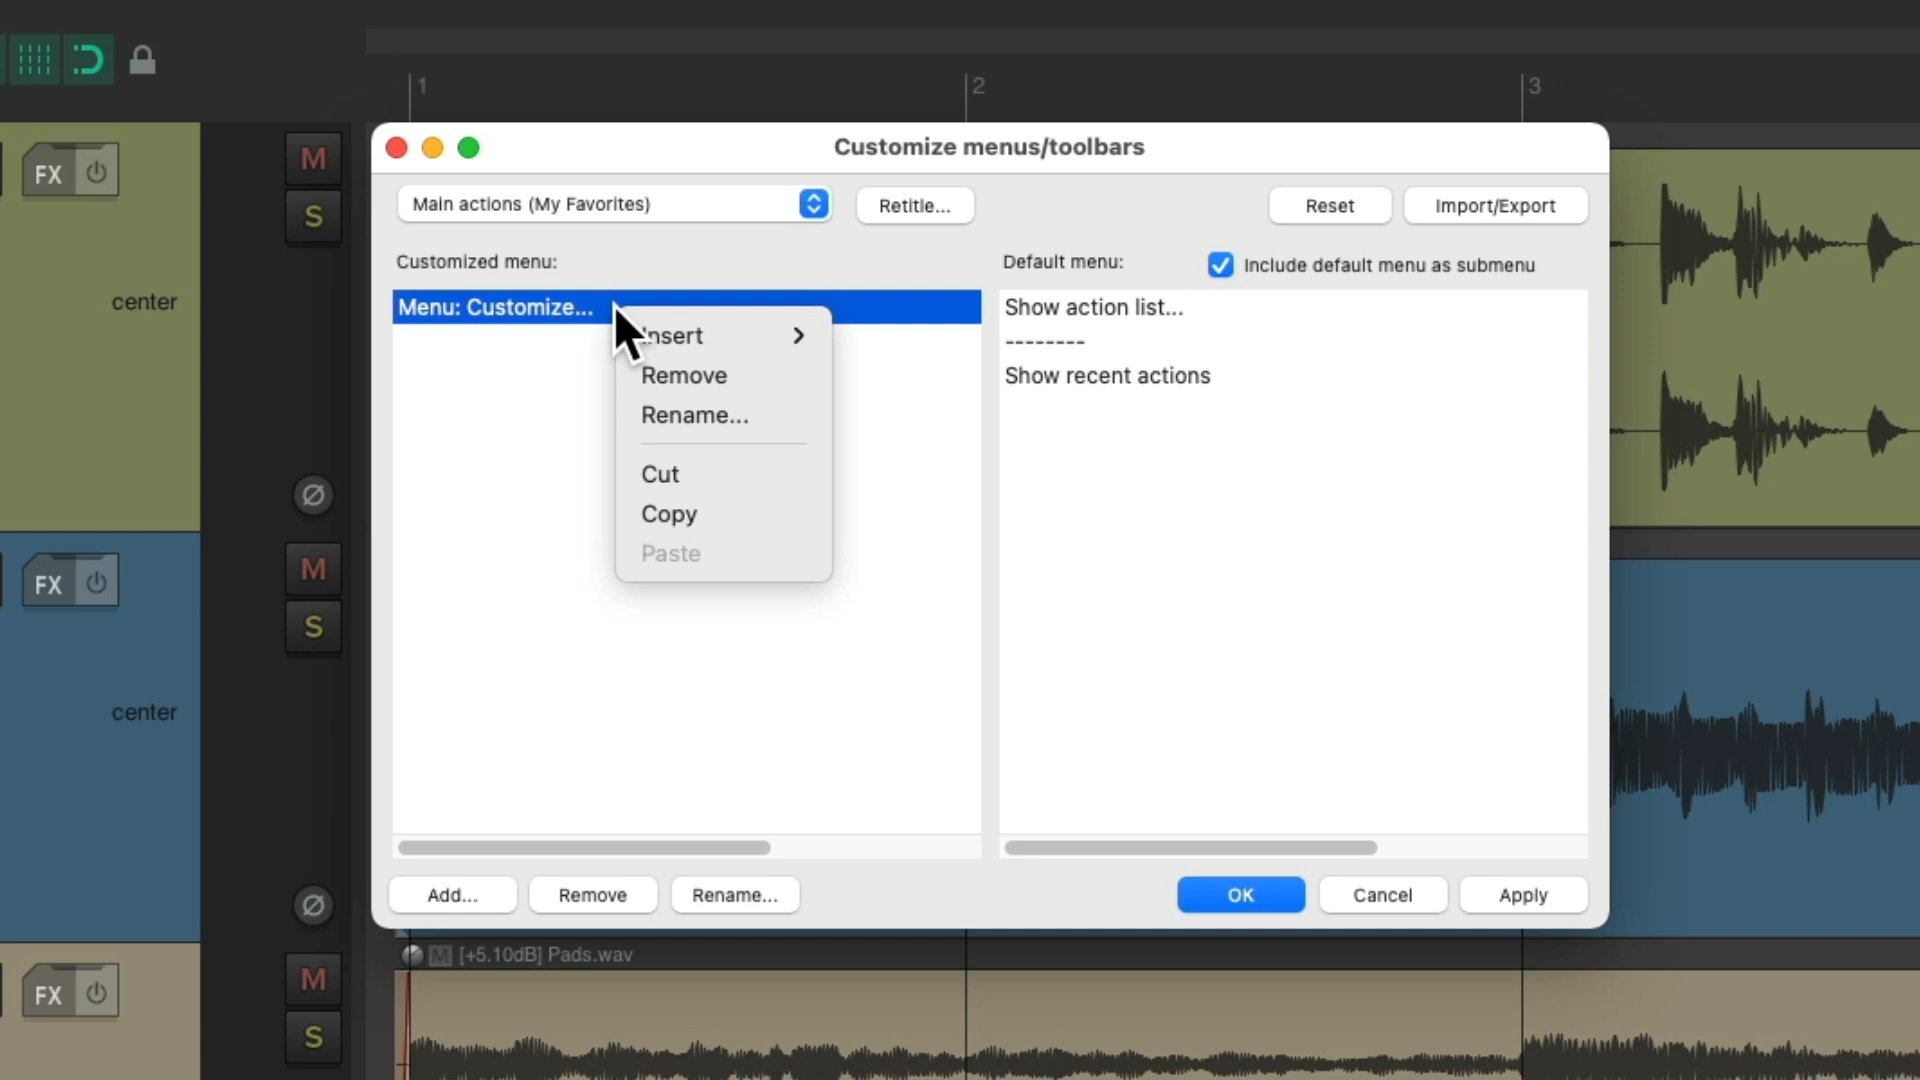 1
2
3
Customize menus/toolbars
Main actions (My Favorites)
Retitle...
Reset
Import/Export
Customized menu:
Default menu:
Include default menu as submenu
Menu: Customize...
Insert
Remove
Rename...
Cut
Copy
Paste
Show action list...
--------
Show recent actions
Add...
Remove
Rename...
OK
Cancel
Apply
FX
M
S
center
Ø
FX
M
S
center
Ø
M [+5.10dB] Pads.wav
FX
M
S